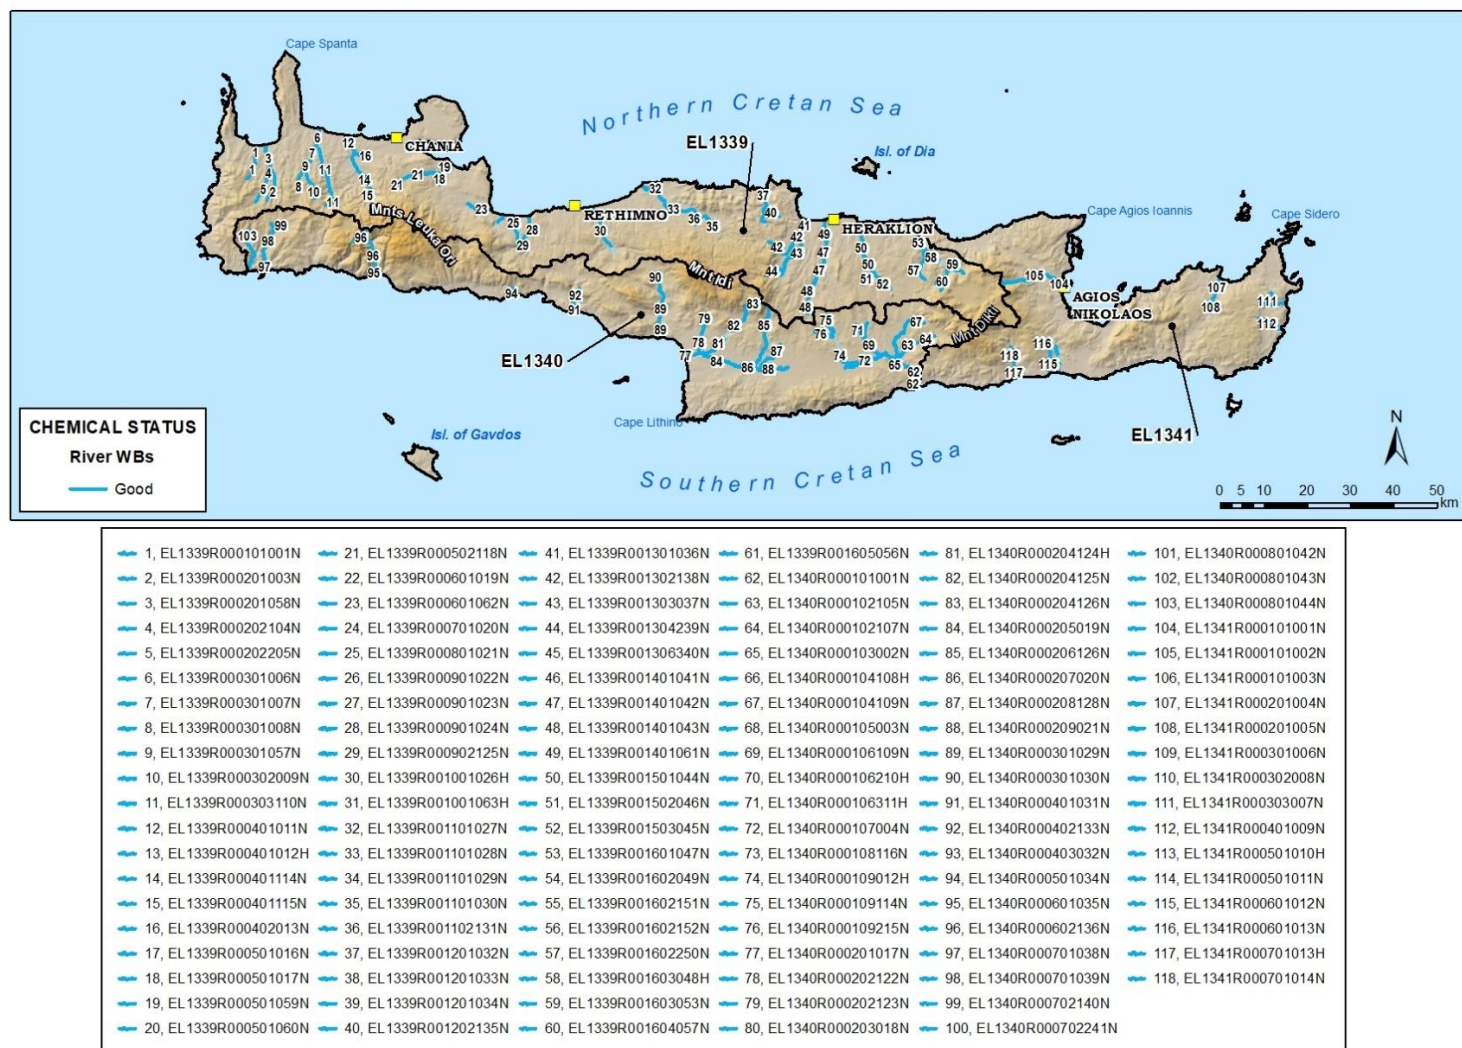 Cape Spanta
Northern Cretan Sea
EL1339
Isl. of Dia
CHANIA
RETHIMNO
HERAKLION
Cape Agios Ioannis
Cape Sidero
Mnts Leuka Ori
Mnt Idi
Mnt Dikti
AGIOS
NIKOLAOS
EL1340
EL1341
Cape Lithino
Isl. of Gavdos
Southern Cretan Sea
N
0 5 10 20 30 40 50
km
CHEMICAL STATUS
River WBs
Good
1, EL1339R000101001N 21, EL1339R000502118N 41, EL1339R001301036N 61, EL1339R001605056N 81, EL1340R000204124H 101, EL1340R000801042N
2, EL1339R000201003N 22, EL1339R000601019N 42, EL1339R001302138N 62, EL1340R000101001N 82, EL1340R000204125N 102, EL1340R000801043N
3, EL1339R000201058N 23, EL1339R000601062N 43, EL1339R001303037N 63, EL1340R000102105N 83, EL1340R000204126N 103, EL1340R000801044N
4, EL1339R000202104N 24, EL1339R000701020N 44, EL1339R001304239N 64, EL1340R000102107N 84, EL1340R000205019N 104, EL1341R000101001N
5, EL1339R000202205N 25, EL1339R000801021N 45, EL1339R001306340N 65, EL1340R000103002N 85, EL1340R000206126N 105, EL1341R000101002N
6, EL1339R000301006N 26, EL1339R000901022N 46, EL1339R001401041N 66, EL1340R000104108H 86, EL1340R000207020N 106, EL1341R000101003N
7, EL1339R000301007N 27, EL1339R000901023N 47, EL1339R001401042N 67, EL1340R000104109N 87, EL1340R000208128N 107, EL1341R000201004N
8, EL1339R000301008N 28, EL1339R000901024N 48, EL1339R001401043N 68, EL1340R000105003N 88, EL1340R000209021N 108, EL1341R000201005N
9, EL1339R000301057N 29, EL1339R000902125N 49, EL1339R001401061N 69, EL1340R000106109N 89, EL1340R000301029N 109, EL1341R000301006N
10, EL1339R000302009N 30, EL1339R001001026H 50, EL1339R001501044N 70, EL1340R000106210H 90, EL1340R000301030N 110, EL1341R000302008N
11, EL1339R000303110N 31, EL1339R001001063H 51, EL1339R001502046N 71, EL1340R000106311H 91, EL1340R000401031N 111, EL1341R000303007N
12, EL1339R000401011N 32, EL1339R001101027N 52, EL1339R001503045N 72, EL1340R000107004N 92, EL1340R000402133N 112, EL1341R000401009N
13, EL1339R000401012H 33, EL1339R001101028N 53, EL1339R001601047N 73, EL1340R000108116N 93, EL1340R000403032N 113, EL1341R000501010H
14, EL1339R000401114N 34, EL1339R001101029N 54, EL1339R001602049N 74, EL1340R000109012H 94, EL1340R000501034N 114, EL1341R000501011N
15, EL1339R000401115N 35, EL1339R001101030N 55, EL1339R001602151N 75, EL1340R000109114N 95, EL1340R000601035N 115, EL1341R000601012N
16, EL1339R000402013N 36, EL1339R001102131N 56, EL1339R001602152N 76, EL1340R000109215N 96, EL1340R000602136N 116, EL1341R000601013N
17, EL1339R000501016N 37, EL1339R001201032N 57, EL1339R001602250N 77, EL1340R000201017N 97, EL1340R000701038N 117, EL1341R000701013H
18, EL1339R000501017N 38, EL1339R001201033N 58, EL1339R001603048H 78, EL1340R000202122N 98, EL1340R000701039N 118, EL1341R000701014N
19, EL1339R000501059N 39, EL1339R001201034N 59, EL1339R001603053N 79, EL1340R000202123N 99, EL1340R000702140N
20, EL1339R000501060N 40, EL1339R001202135N 60, EL1339R001604057N 80, EL1340R000203018N 100, EL1340R000702241N